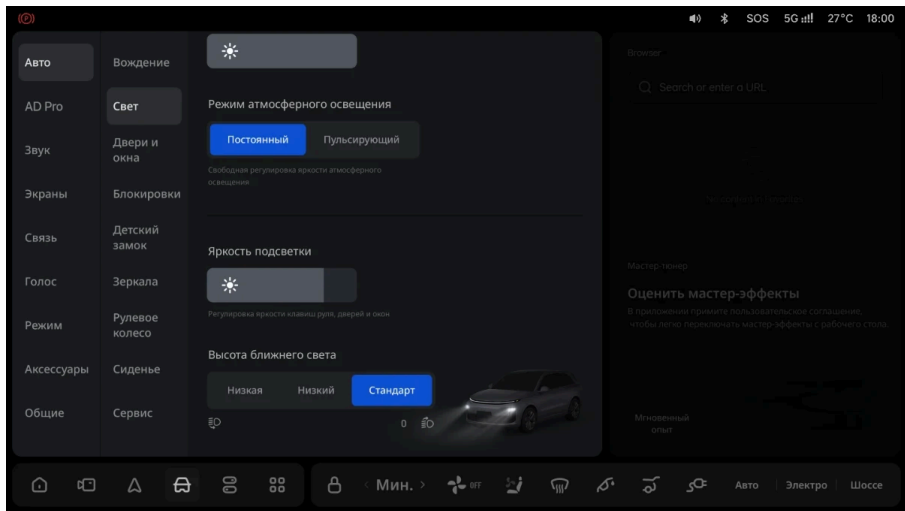 (P)
SOS
5G
27°C
18:00
Авто
AD Pro
Звук
Экраны
Связь
Голос
Режим
Аксессуары
Общие
Вождение
Свет
Двери и
окна
Блокировки
Детский
замок
Зеркала
Рулевое
колесо
Сиденье
Сервис
Режим атмосферного освещения
Постоянный
Пульсирующий
Свободная регулировка яркости атмосферного
освещения
Яркость подсветки
Регулировка яркости клавиш руля, дверей и окон
Высота ближнего света
Низкая
Низкий
Стандарт
0
Browser
Search or enter a URL
Мастер-тюнер
Оценить мастер-эффекты
В приложении примите пользовательское соглашение,
чтобы легко переключать мастер-эффекты с рабочего стола.
Мгновенный
опыт
< Мин. >
OFF
Авто
Электро
Шоссе